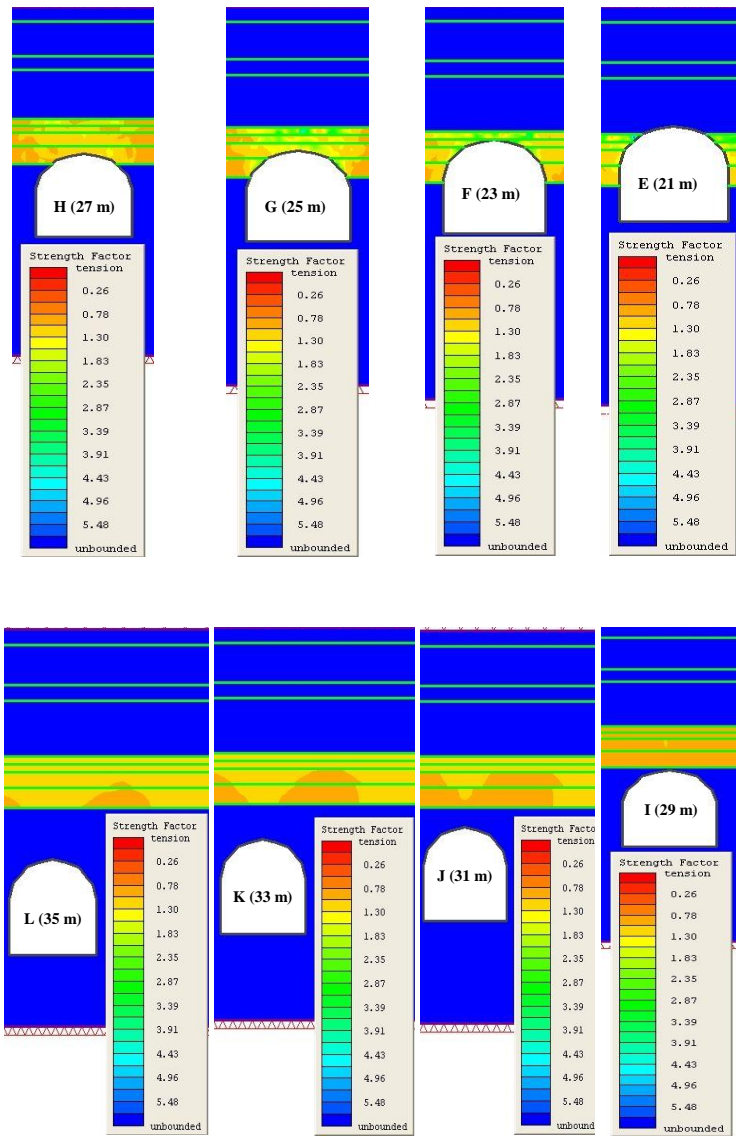 H (27 m)
Strength Factor
tension
0.26
0.78
1.30
1.83
2.35
2.87
3.39
3.91
4.43
4.96
5.48
unbounded
G (25 m)
Strength Factor
tension
0.26
0.78
1.30
1.83
2.35
2.87
3.39
3.91
4.43
4.96
5.48
unbounded
F (23 m)
Strength Factor
tension
0.26
0.78
1.30
1.83
2.35
2.87
3.39
3.91
4.43
4.96
5.48
unbounded
E (21 m)
Strength Factor
tension
0.26
0.78
1.30
1.83
2.35
2.87
3.39
3.91
4.43
4.96
5.48
unbounded
L (35 m)
Strength Factor
tension
0.26
0.78
1.30
1.83
2.35
2.87
3.39
3.91
4.43
4.96
5.48
unbounded
K (33 m)
Strength Factor
tension
0.26
0.78
1.30
1.83
2.35
2.87
3.39
3.91
4.43
4.96
5.48
unbounded
J (31 m)
Strength Facto
tension
0.26
0.78
1.30
1.83
2.35
2.87
3.39
3.91
4.43
4.96
5.48
unbounded
I (29 m)
Strength Factor
tension
0.26
0.78
1.30
1.83
2.35
2.87
3.39
3.91
4.43
4.96
5.48
unbounded